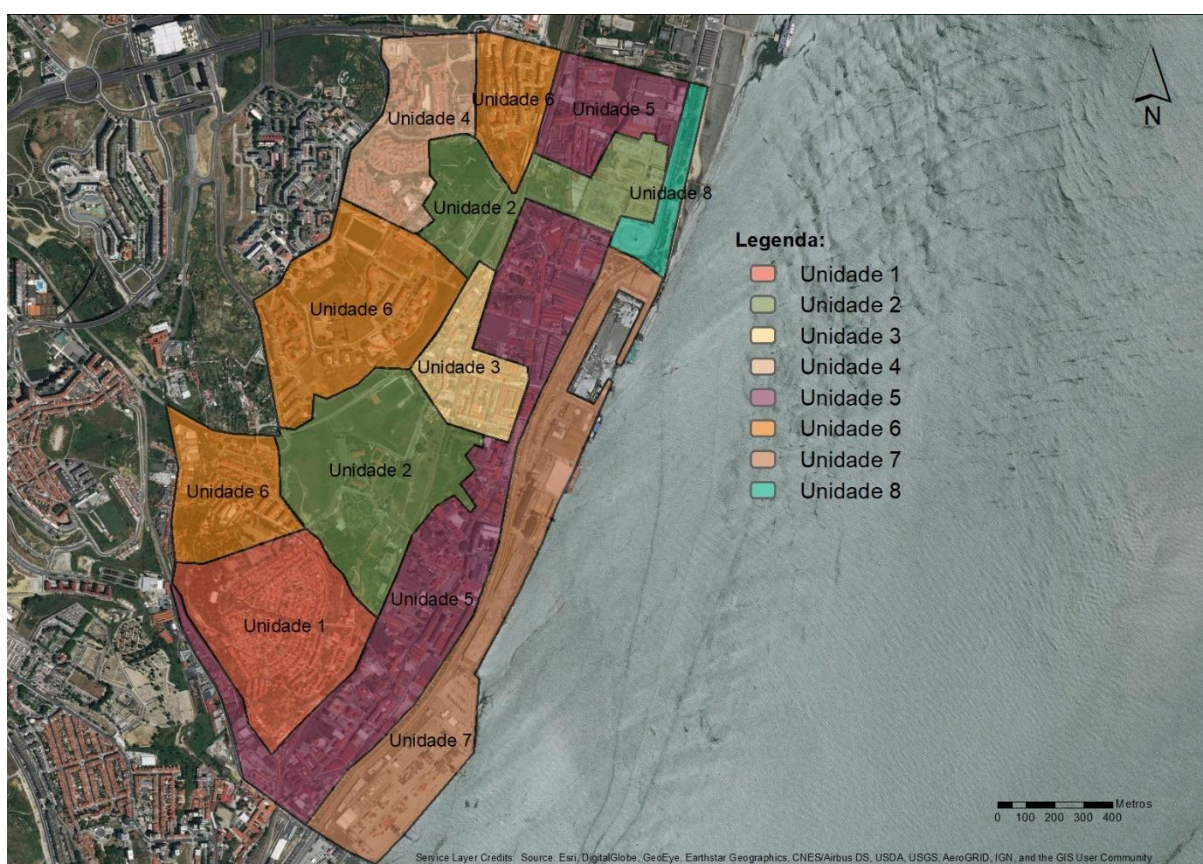 Unidade 6
Unidade 5
Unidade 4
N
Unidade 8
Unidade 2
Legenda:
Unidade 1
Unidade 2
Unidade 3
Unidade 4
Unidade 5
Unidade 6
Unidade 7
Unidade 8
Unidade 6
Unidade 3
Unidade 2
Unidade 6
Unidade 5
Unidade 1
Unidade 7
Metros
0 100 200 300 400
Service Layer Credits: Source: Esri, DigitalGlobe, GeoEye, Earthstar Geographics, CNES/Airbus DS, USDA, USGS, AeroGRID, IGN, and the GIS User Community